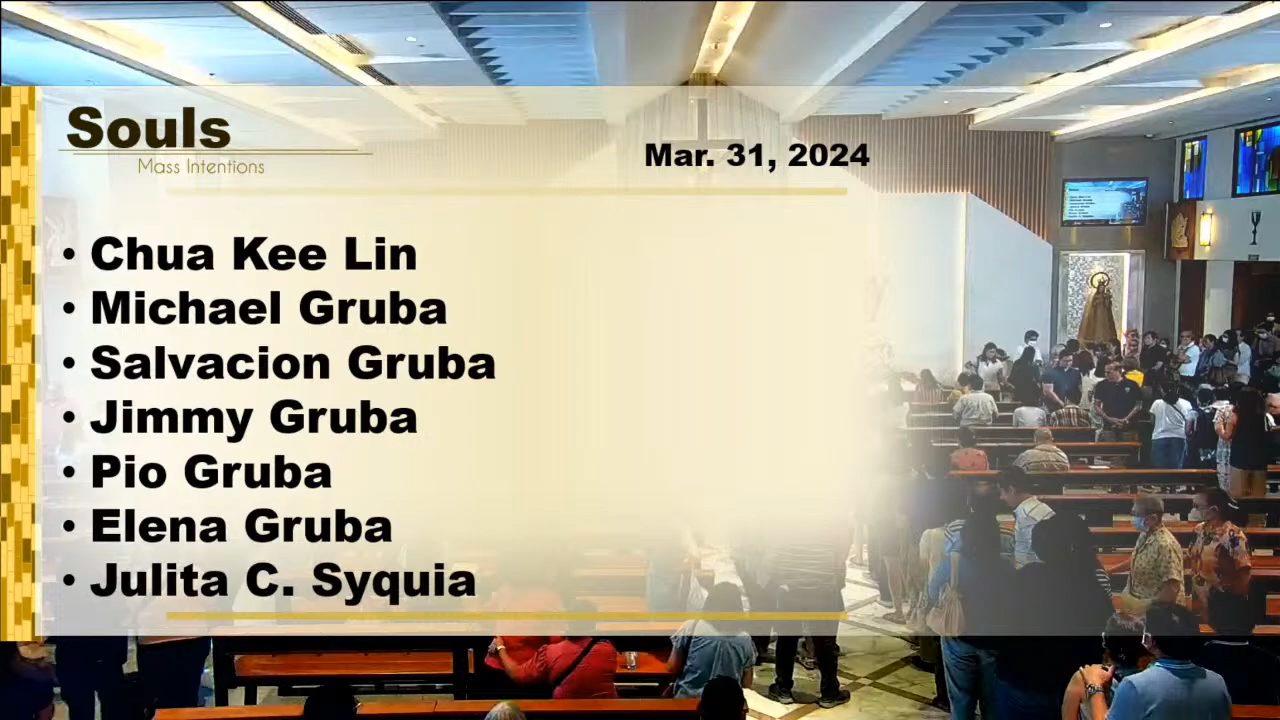 Souls
Mass Intentions
Mar. 31, 2024
• Chua Kee Lin
• Michael Gruba
• Salvacion Gruba
• Jimmy Gruba
• Pio Gruba
• Elena Gruba
• Julita C. Syquia